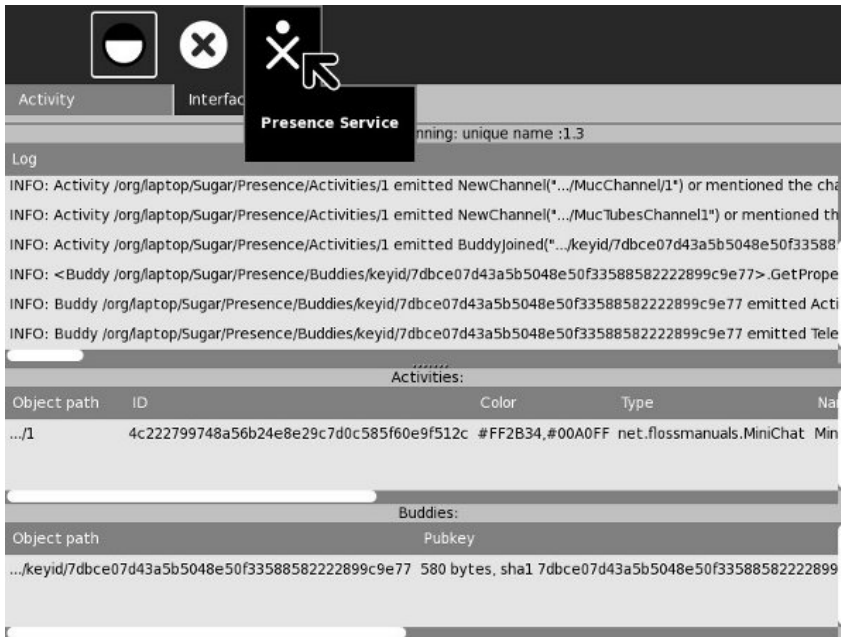 Activity Interfac
Presence Service
nning: unique name :1.3
Log
INFO: Activity /org/laptop/Sugar/Presence/Activities/1 emitted NewChannel(".../MucChannel/1") or mentioned the cha
INFO: Activity /org/laptop/Sugar/Presence/Activities/1 emitted NewChannel(".../MucTubesChannel1") or mentioned th
INFO: Activity /org/laptop/Sugar/Presence/Activities/1 emitted BuddyJoined(".../keyid/7dbce07d43a5b5048e50f33588
INFO: <Buddy /org/laptop/Sugar/Presence/Buddies/keyid/7dbce07d43a5b5048e50f33588582222899c9e77>.GetPrope
INFO: Buddy /org/laptop/Sugar/Presence/Buddies/keyid/7dbce07d43a5b5048e50f33588582222899c9e77 emitted Acti
INFO: Buddy /org/laptop/Sugar/Presence/Buddies/keyid/7dbce07d43a5b5048e50f33588582222899c9e77 emitted Tele
Activities:
Object path ID Color Type Nar
.../1 4c222799748a56b24e8e29c7d0c585f60e9f512c #FF2B34,#00A0FF net.flossmanuals.MiniChat Min
Buddies:
Object path Pubkey
.../keyid/7dbce07d43a5b5048e50f33588582222899c9e77 580 bytes, sha1 7dbce07d43a5b5048e50f33588582222899